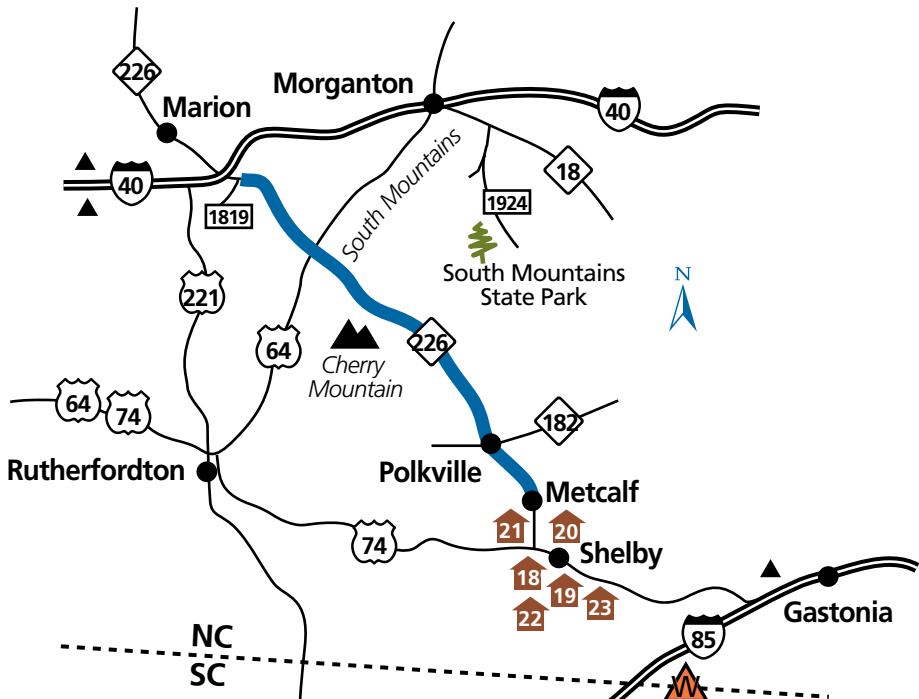 226
Marion
Morganton
40
40
18
1819
1924
South Mountains
South Mountains
State Park
N
221
64
226
Cherry
Mountain
64
74
182
Rutherfordton
Polkville
Metcalf
21
20
74
Shelby
18
19
23
22
Gastonia
85
NC
SC
W